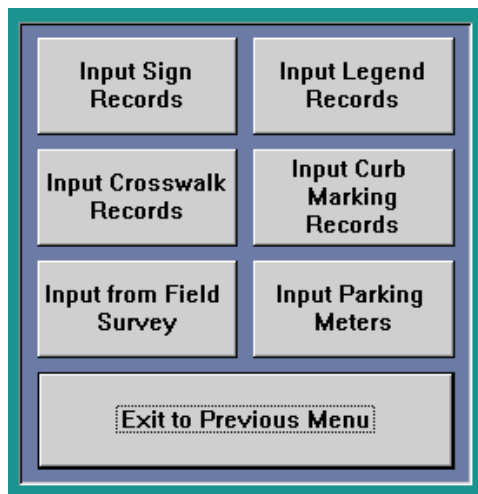 Input Sign
Records
Input Legend
Records
Input Crosswalk
Records
Input Curb
Marking
Records
Input from Field
Survey
Input Parking
Meters
Exit to Previous Menu